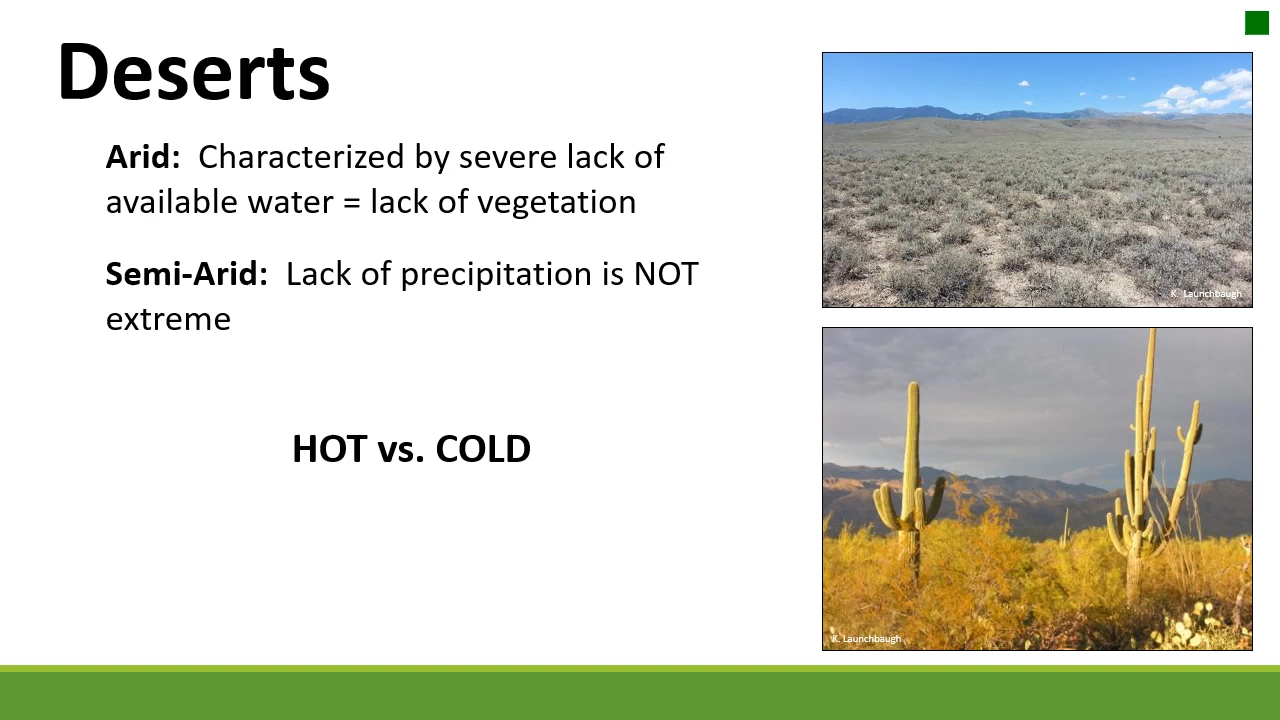 Deserts
Arid:  Characterized by severe lack of
available water = lack of vegetation
Semi-Arid:  Lack of precipitation is NOT
extreme
HOT vs. COLD
K. Launchbaugh
K. Launchbaugh